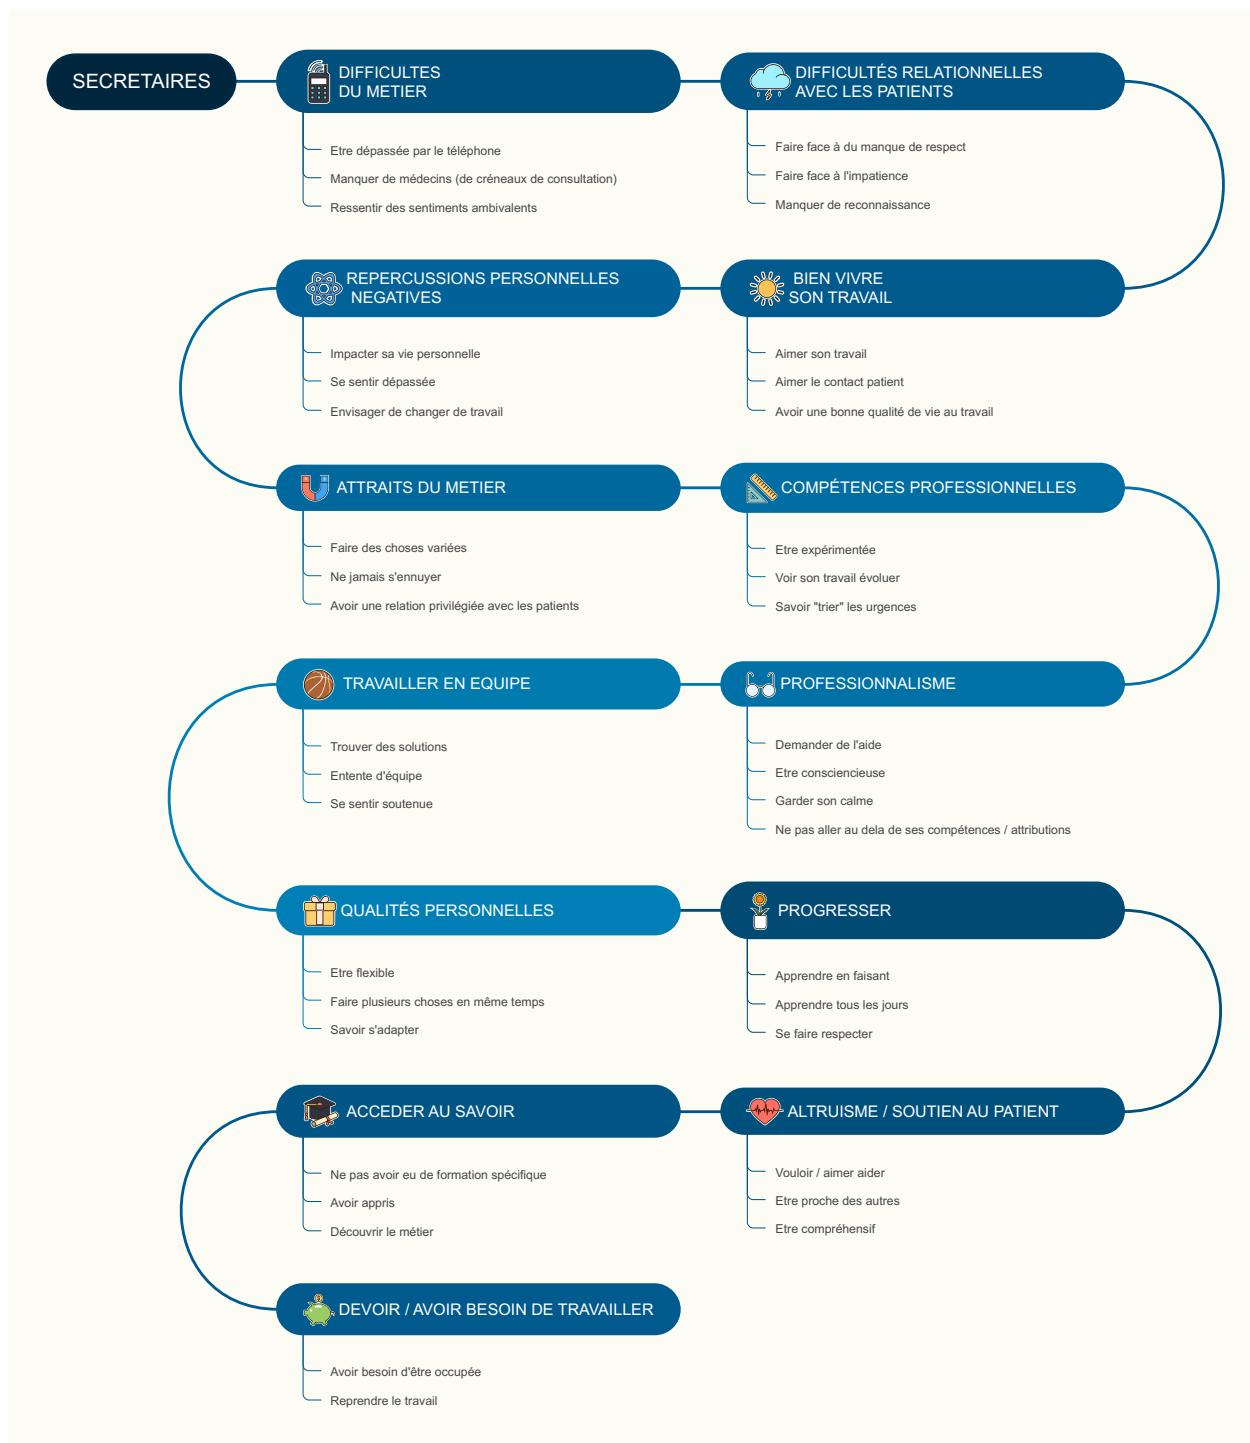 SECRETAIRES
DIFFICULTES
DU METIER
Etre dépassée par le téléphone
Manquer de médecins (de créneaux de consultation)
Ressentir des sentiments ambivalents
DIFFICULTÉS RELATIONNELLES
AVEC LES PATIENTS
Faire face à du manque de respect
Faire face à l'impatience
Manquer de reconnaissance
BIEN VIVRE
SON TRAVAIL
Aimer son travail
Aimer le contact patient
Avoir une bonne qualité de vie au travail
REPERCUSSIONS PERSONNELLES
NEGATIVES
Impacter sa vie personnelle
Se sentir dépassée
Envisager de changer de travail
ATTRAITS DU METIER
Faire des choses variées
Ne jamais s'ennuyer
Avoir une relation privilégiée avec les patients
COMPÉTENCES PROFESSIONNELLES
Etre expérimentée
Voir son travail évoluer
Savoir "trier" les urgences
PROFESSIONNALISME
Demander de l'aide
Etre consciencieuse
Garder son calme
Ne pas aller au dela de ses compétences / attributions
TRAVAILLER EN EQUIPE
Trouver des solutions
Entente d'équipe
Se sentir soutenue
QUALITÉS PERSONNELLES
Etre flexible
Faire plusieurs choses en même temps
Savoir s'adapter
PROGRESSER
Apprendre en faisant
Apprendre tous les jours
Se faire respecter
ALTRUISME / SOUTIEN AU PATIENT
Vouloir / aimer aider
Etre proche des autres
Etre compréhensif
ACCEDER AU SAVOIR
Ne pas avoir eu de formation spécifique
Avoir appris
Découvrir le métier
DEVOIR / AVOIR BESOIN DE TRAVAILLER
Avoir besoin d'être occupée
Reprendre le travail